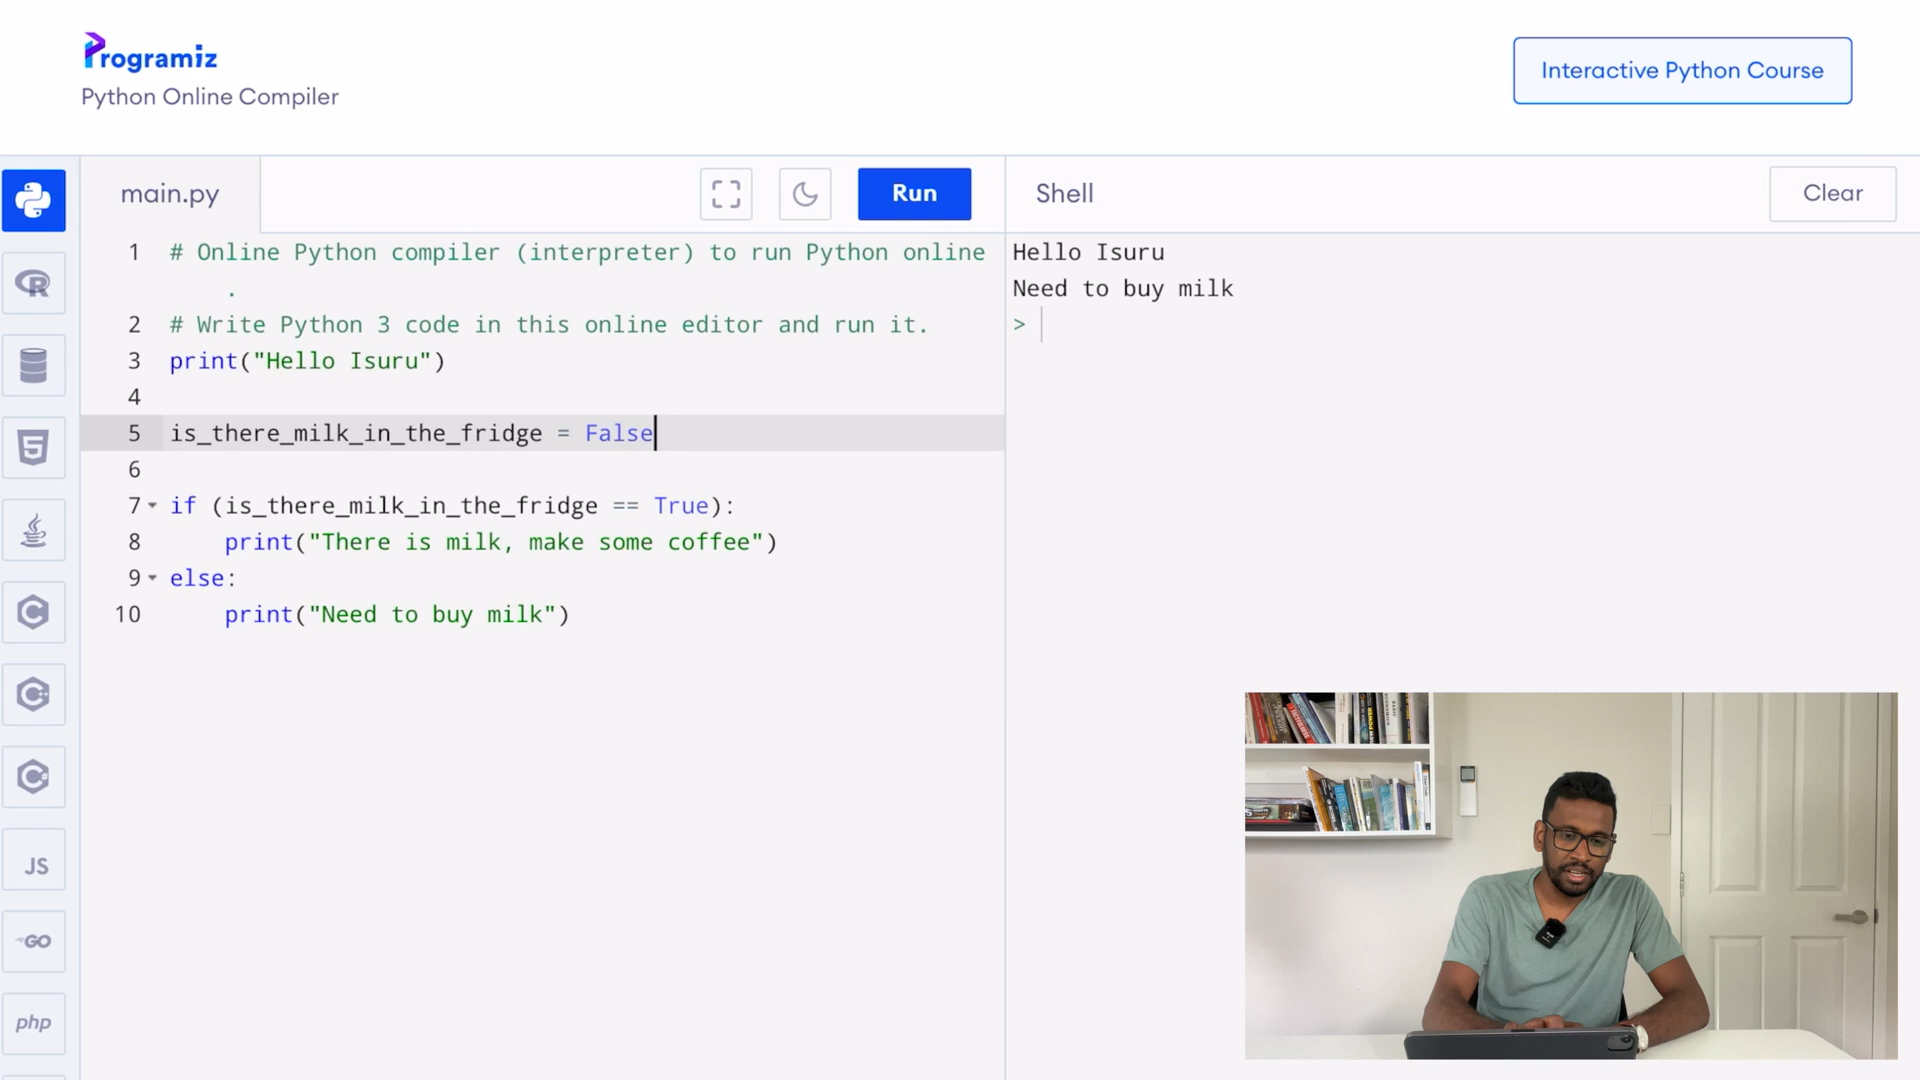 Programiz
Python Online Compiler
Interactive Python Course
main.py
Run
Shell
Clear
1 # Online Python compiler (interpreter) to run Python online
.
2 # Write Python 3 code in this online editor and run it.
3 print("Hello Isuru")
4
5 is_there_milk_in_the_fridge = False
6
7 if (is_there_milk_in_the_fridge == True):
8 print("There is milk, make some coffee")
9 else:
10 print("Need to buy milk")
Hello Isuru
Need to buy milk
>
R
5
C
C++
C#
JS
GO
php